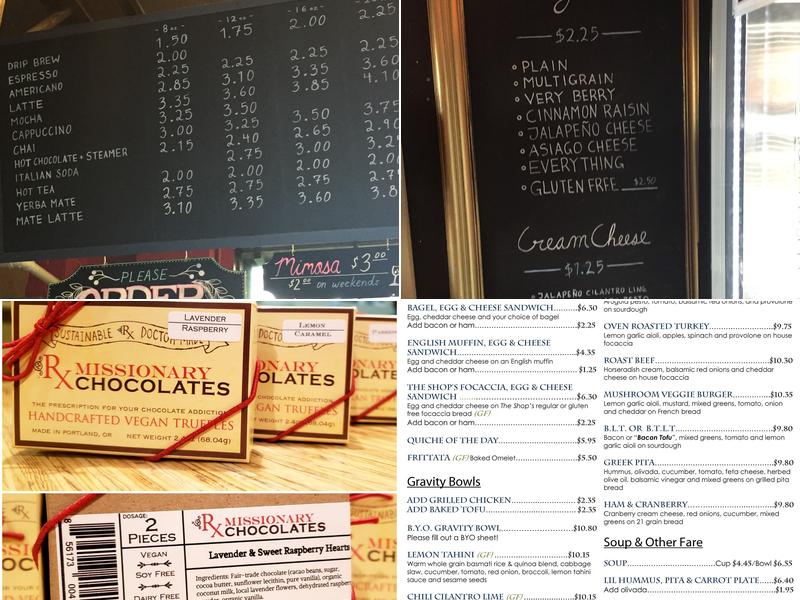 - 8 oz -
- 12 oz -
- 16 oz -
1.50
1.75
2.00
2.25
DRIP BREW
ESPRESSO
AMERICANO
LATTE
MOCHA
CAPPUCCINO
CHAI
HOT CHOCOLATE + STEAMER
ITALIAN SODA
HOT TEA
YERBA MATE
MATE LATTE
2.00
2.25
2.85
3.35
3.25
3.00
2.15
2.00
2.75
3.10
2.25
3.10
3.60
3.50
3.25
2.40
2.75
2.00
2.75
3.35
2.25
3.35
3.85
3.50
2.65
3.00
2.00
2.75
3.60
2.25
3.60
4.10
3.75
PLEASE
ORDER
Mimosa $3.00
$2.00 on weekends
$2.25
PLAIN
MULTIGRAIN
VERY BERRY
CINNAMON RAISIN
JALAPEÑO CHEESE
ASIAGO CHEESE
EVERYTHING
GLUTEN FREE $2.50
Cream Cheese
$1.25
JALAPEÑO CILANTRO LIME
LAVENDER
RASPBERRY
SUSTAINABLE Rx DOCTOR MADE
Rx MISSIONARY
CHOCOLATES
THE PRESCRIPTION FOR YOUR CHOCOLATE ADDICTION
HANDCRAFTED VEGAN TRUFFLES
MADE IN PORTLAND, OR NET WEIGHT 2.4 (68.04g)
LEMON
CARAMEL
DOCTOR
OLATES
DOSAGE:
2
PIECES
VEGAN
SOY FREE
DAIRY FREE
56173
Rx MISSIONARY
CHOCOLATES
Lavender & Sweet Raspberry Hearts
Ingredients: Fair-trade chocolate (cacao beans, sugar,
cocoa butter, sunflower lecithin, pure vanilla), organic
coconut milk, local lavender flowers, dehydrated raspberr
BAGEL, EGG & CHEESE SANDWICH...$6.30
Egg, cheddar cheese and your choice of bagel
Add bacon or ham...$2.25
ENGLISH MUFFIN, EGG & CHEESE
SANDWICH...$4.35
Egg and cheddar cheese on an English muffin
Add bacon or ham...$1.25
THE SHOP'S FOCACCIA, EGG & CHEESE
SANDWICH...$6.30
Egg, cheddar cheese on The Shop's regular or gluten
free focaccia bread (GF)
Add bacon or ham...$2.25
QUICHE OF THE DAY...$5.95
FRITTATA (GF) Baked Omelet...$5.50
Gravity Bowls
ADD GRILLED CHICKEN...$2.35
ADD BAKED TOFU...$2.35
B.Y.O. GRAVITY BOWL...$10.80
Please fill out a BYO sheet!
LEMON TAHINI (GF)...$10.15
Warm whole grain basmati rice & quinoa blend, cabbage
slaw, cucumber, tomato, red onion, broccoli, lemon tahini
sauce and sesame seeds
CHILI CILANTRO LIME (GF)...$10.15
Arugula pesto, tomato, balsamic red onions, and provolone
on sourdough
OVEN ROASTED TURKEY...$9.75
Lemon garlic aioli, apples, spinach and provolone on house
focaccia
ROAST BEEF...$10.30
Horseradish cream, balsamic red onions and cheddar
cheese on house focaccia
MUSHROOM VEGGIE BURGER...$10.35
Lemon garlic aioli, mustard, mixed greens, tomato, onion
and cheddar on French bread
B.L.T. OR B.T.L.T...$9.80
Bacon or "Bacon Tofu", mixed greens, tomato and lemon
garlic aioli on sourdough
GREEK PITA...$9.80
Hummus, olivada, cucumber, tomato, feta cheese, herbed
olive oil, balsamic vinegar and mixed greens on grilled pita
bread
HAM & CRANBERRY...$9.80
Cranberry cream cheese, red onions, cucumber, mixed
greens on 21 grain bread
Soup & Other Fare
SOUP...Cup $4.45/Bowl $6.55
LIL HUMMUS, PITA & CARROT PLATE...$6.40
Add olivada...$1.95